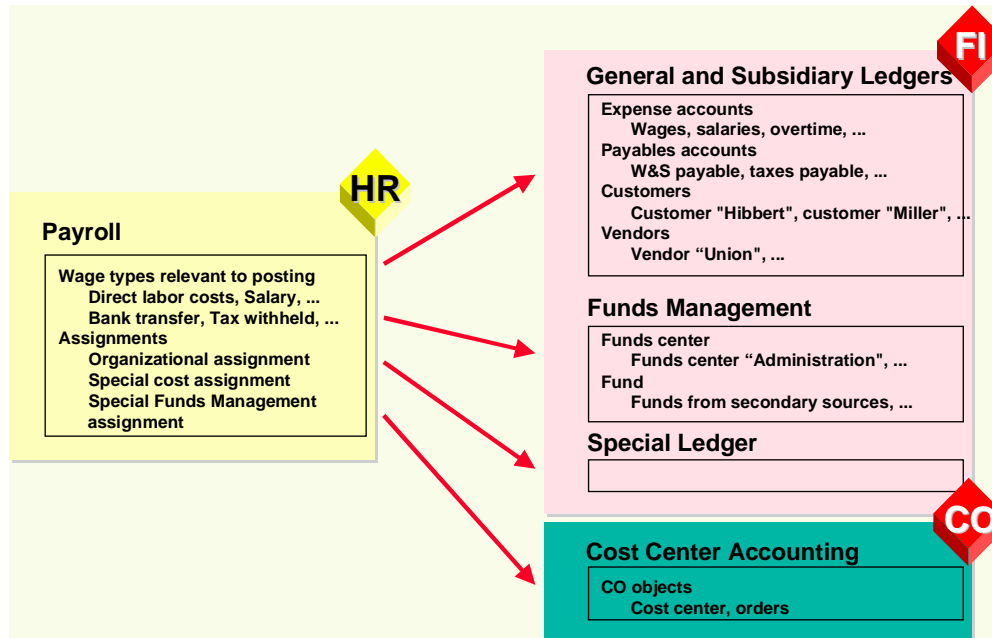 HR
Payroll
Wage types relevant to posting
Direct labor costs, Salary, ...
Bank transfer, Tax withheld, ...
Assignments
Organizational assignment
Special cost assignment
Special Funds Management
assignment
FI
General and Subsidiary Ledgers
Expense accounts
Wages, salaries, overtime, ...
Payables accounts
W&S payable, taxes payable, ...
Customers
Customer "Hibbert", customer "Miller", ...
Vendors
Vendor “Union", ...
Funds Management
Funds center
Funds center “Administration", ...
Fund
Funds from secondary sources, ...
Special Ledger
CO
Cost Center Accounting
CO objects
Cost center, orders